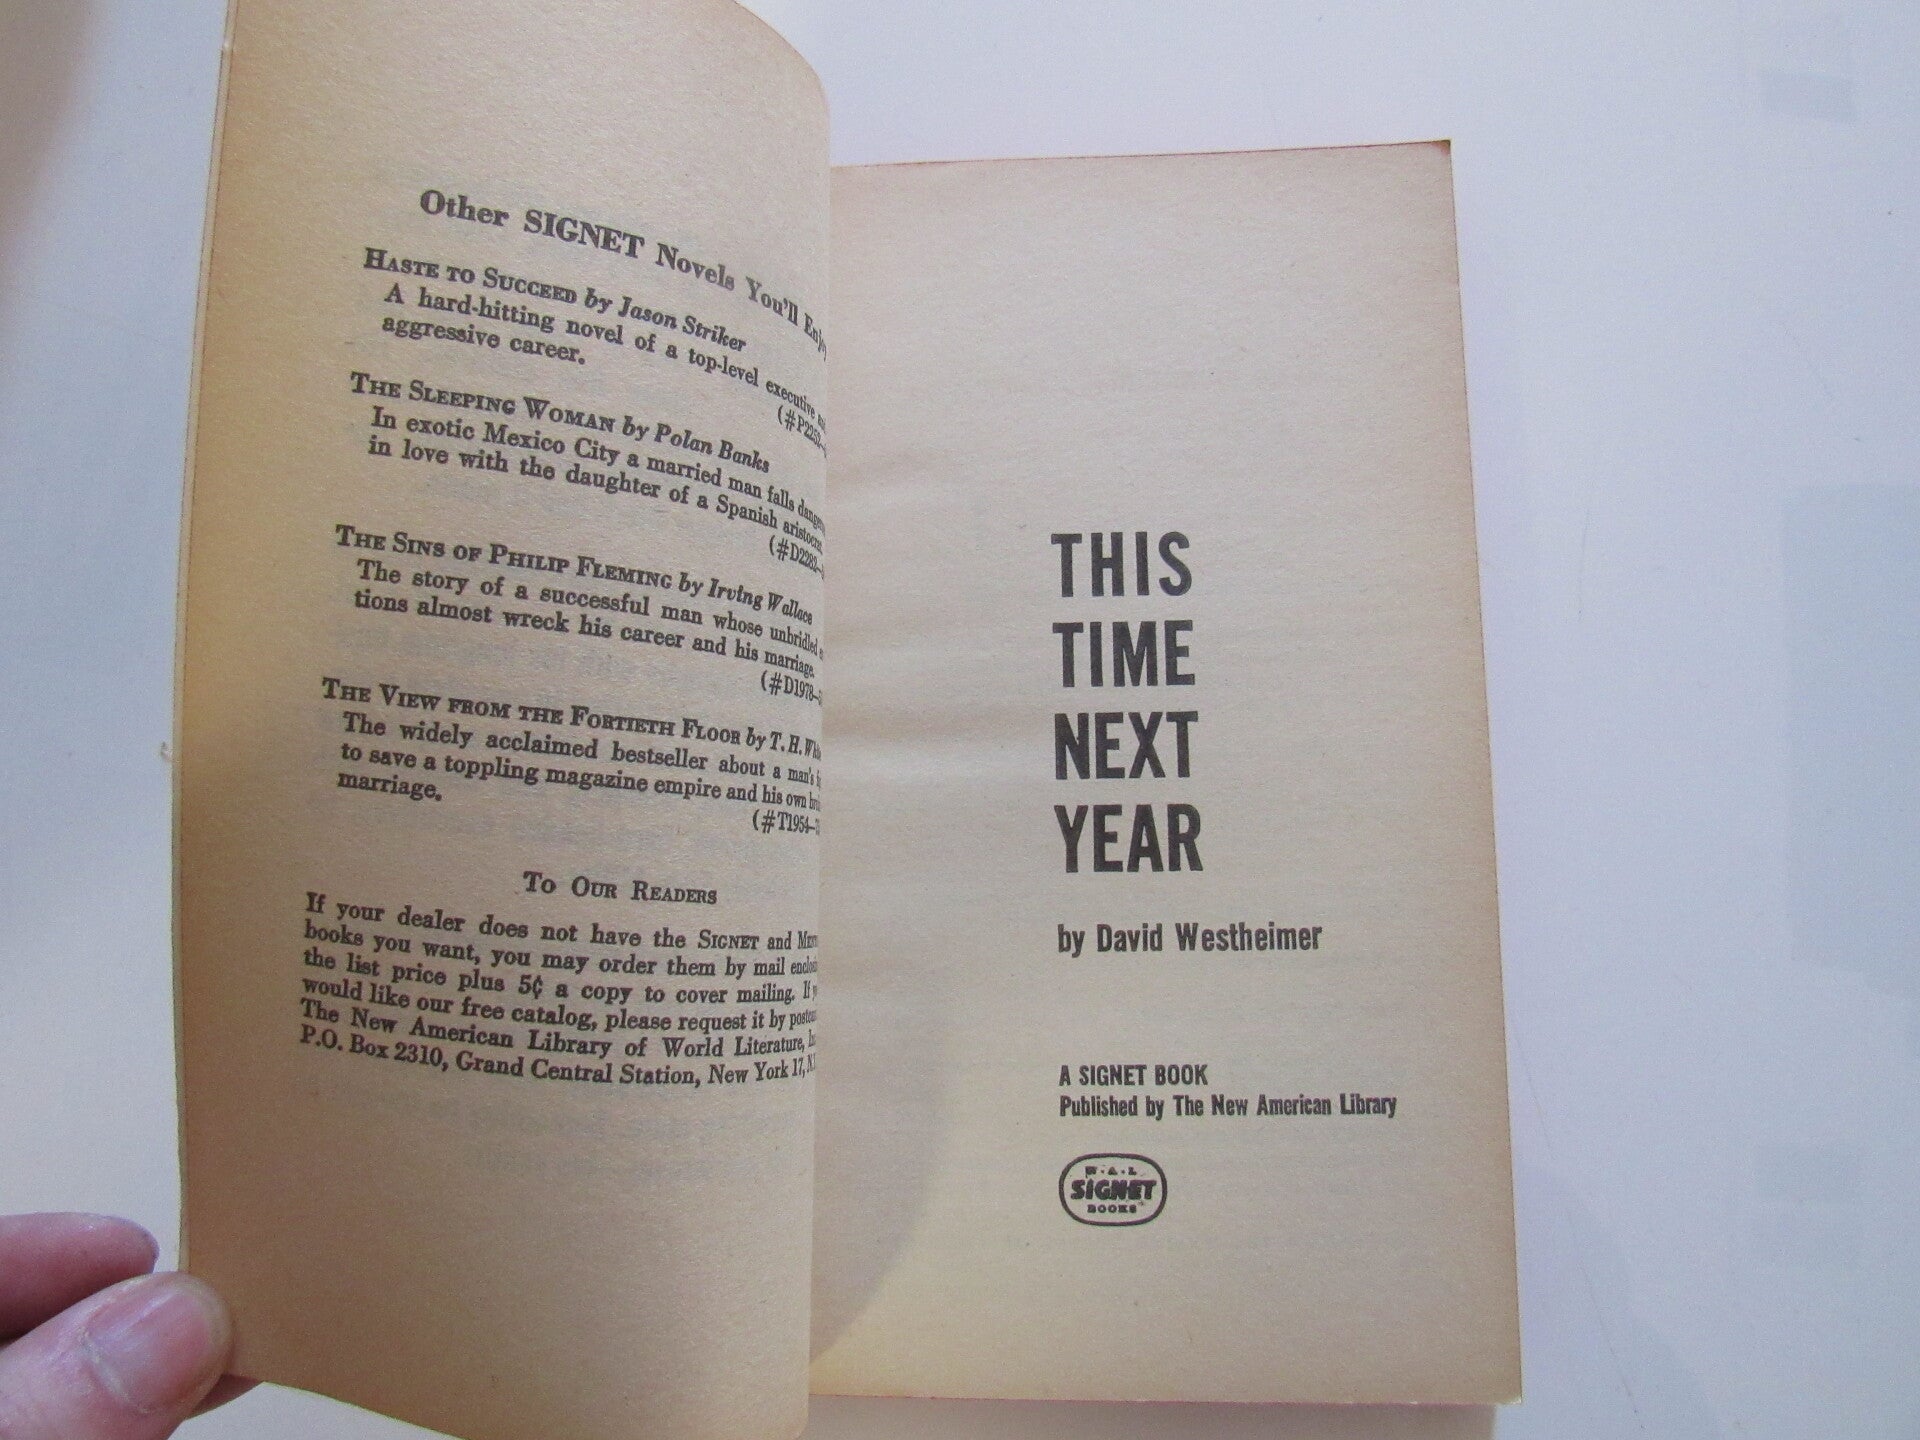 Other SIGNET Novels You'll Enjoy
HASTE TO SUCCEED by Jason Striker
A hard-hitting novel of a top-level executive
aggressive career.
(#P2253
THE SLEEPING WOMAN by Polan Banks
In exotic Mexico City a married man falls
in love with the daughter of a Spanish aristocrat
(#D2282
THE SINS OF PHILIP FLEMING by Irving Wallace
The story of a successful man whose unbridled
tions almost wreck his career and his marriage.
(#D1978
THE VIEW FROM THE FORTIETH FLOOR by T. H.
The widely acclaimed bestseller about a man's
to save a toppling magazine empire and his own
marriage.
(#T1954
TO OUR READERS
If your dealer does not have the SIGNET and
books you want, you may order them by mail
the list price plus 5¢ a copy to cover mailing. If
would like our free catalog, please request it by
The New American Library of World Literature,
P.O. Box 2310, Grand Central Station, New York 17,
THIS
TIME
NEXT
YEAR
by David Westheimer
A SIGNET BOOK
Published by The New American Library
SIGNET
BOOKS